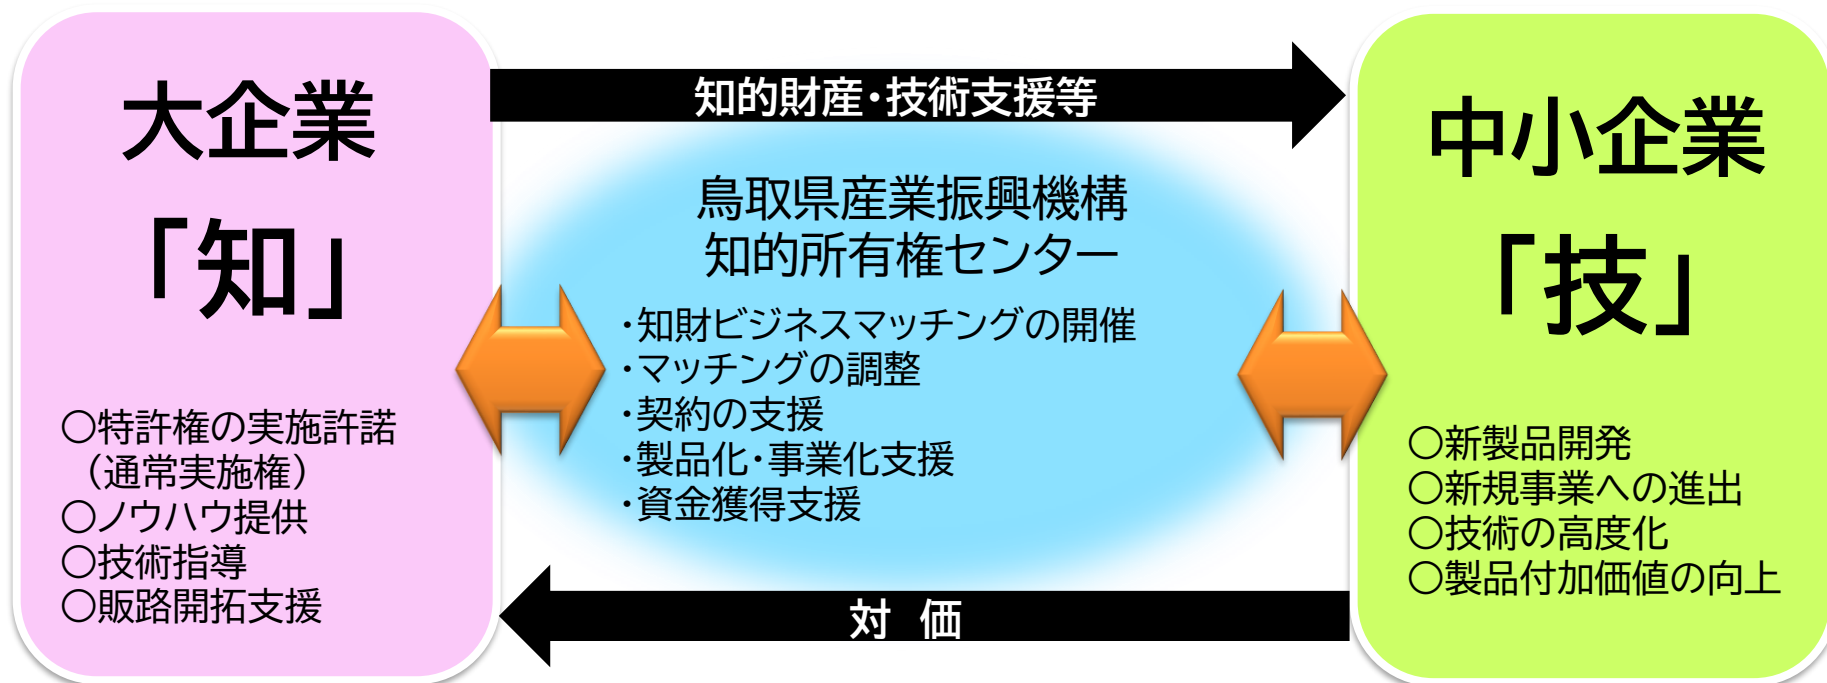 大企業
「知」
○特許権の実施許諾
（通常実施権）
○ノウハウ提供
○技術指導
○販路開拓支援
知的財産・技術支援等
鳥取県産業振興機構
知的所有権センター
・知財ビジネスマッチングの開催
・マッチングの調整
・契約の支援
・製品化・事業化支援
・資金獲得支援
対 価
中小企業
「技」
○新製品開発
○新規事業への進出
○技術の高度化
○製品付加価値の向上